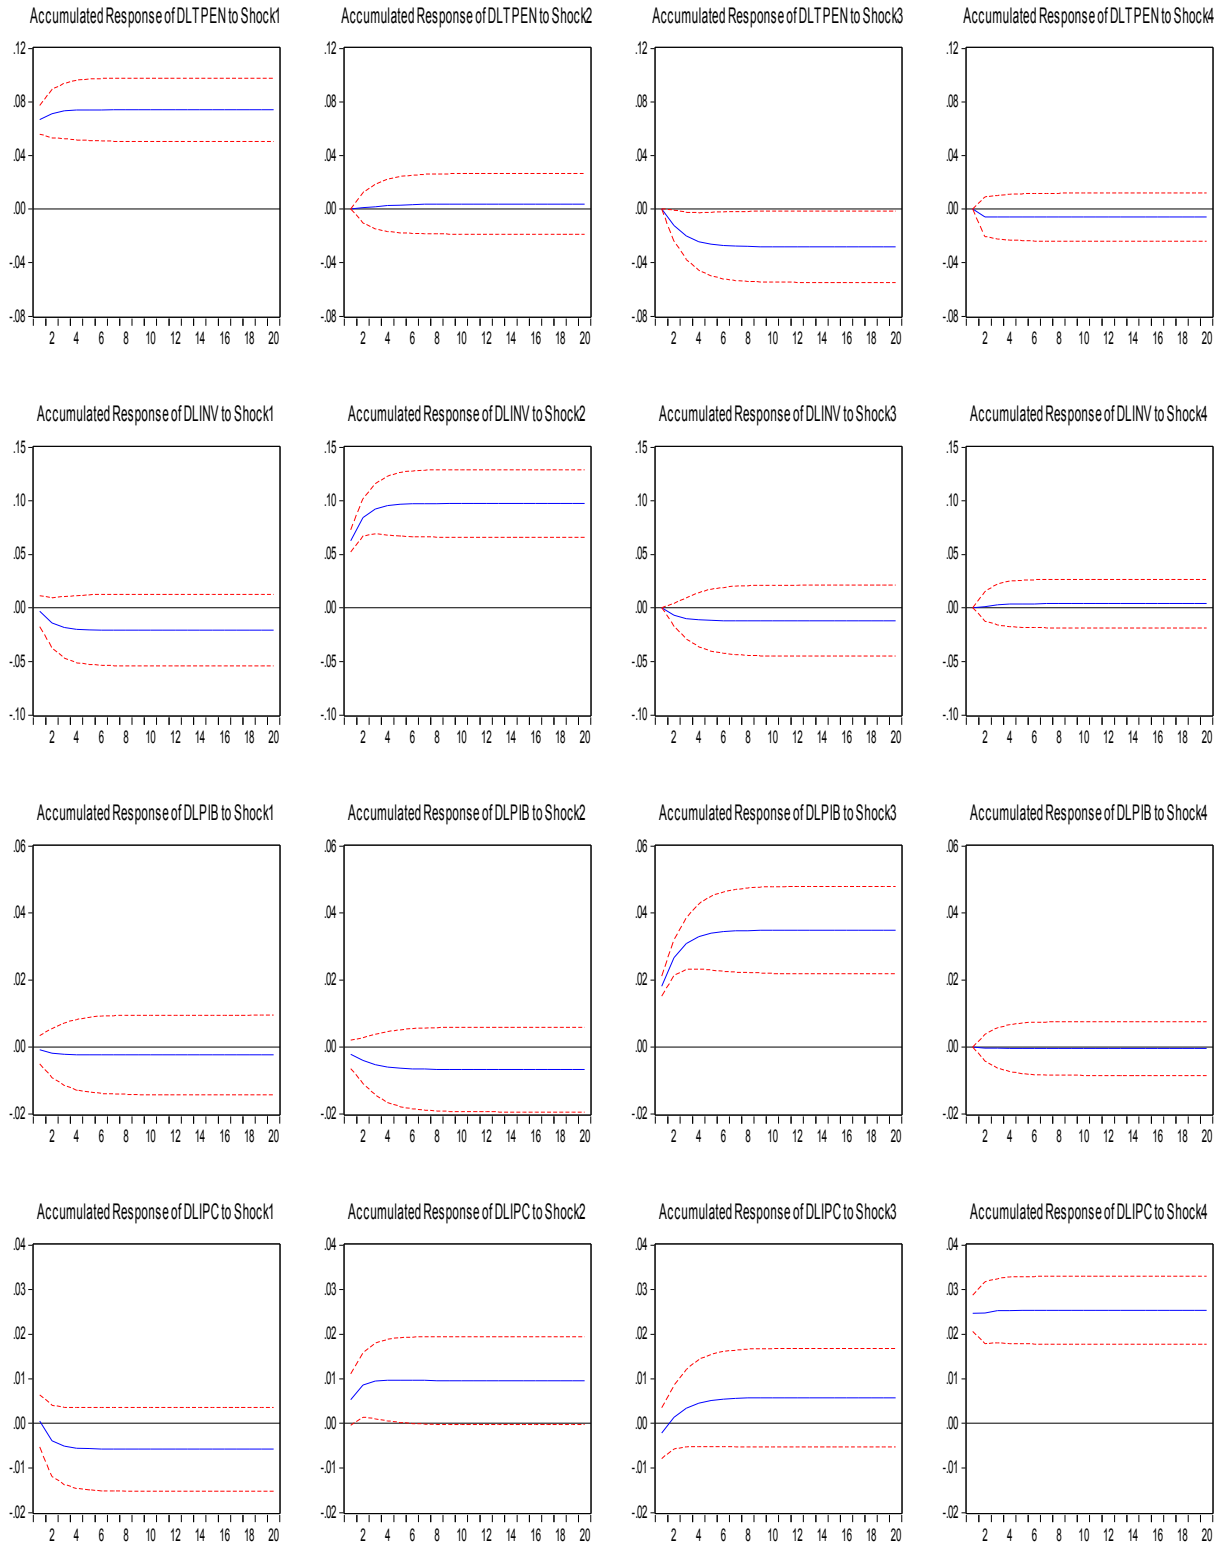 Accumulated Response of DLTPEN to Shock1 Accumulated Response of DLTPEN to Shock2 Accumulated Response of DLTPEN to Shock3 Accumulated Response of DLTPEN to Shock4
.12 .12 .12 .12
.08 .08 .08 .08
.04 .04 .04 .04
.00 .00 .00 .00
-.04 -.04 -.04 -.04
-.08 -.08 -.08 -.08
2 4 6 8 10 12 14 16 18 20 2 4 6 8 10 12 14 16 18 20 2 4 6 8 10 12 14 16 18 20 2 4 6 8 10 12 14 16 18 20
Accumulated Response of DLINV to Shock1 Accumulated Response of DLINV to Shock2 Accumulated Response of DLINV to Shock3 Accumulated Response of DLINV to Shock4
.15 .15 .15 .15
.10 .10 .10 .10
.05 .05 .05 .05
.00 .00 .00 .00
-.05 -.05 -.05 -.05
-.10 -.10 -.10 -.10
2 4 6 8 10 12 14 16 18 20 2 4 6 8 10 12 14 16 18 20 2 4 6 8 10 12 14 16 18 20 2 4 6 8 10 12 14 16 18 20
Accumulated Response of DLPIB to Shock1 Accumulated Response of DLPIB to Shock2 Accumulated Response of DLPIB to Shock3 Accumulated Response of DLPIB to Shock4
.06 .06 .06 .06
.04 .04 .04 .04
.02 .02 .02 .02
.00 .00 .00 .00
-.02 -.02 -.02 -.02
2 4 6 8 10 12 14 16 18 20 2 4 6 8 10 12 14 16 18 20 2 4 6 8 10 12 14 16 18 20 2 4 6 8 10 12 14 16 18 20
Accumulated Response of DLIPC to Shock1 Accumulated Response of DLIPC to Shock2 Accumulated Response of DLIPC to Shock3 Accumulated Response of DLIPC to Shock4
.04 .04 .04 .04
.03 .03 .03 .03
.02 .02 .02 .02
.01 .01 .01 .01
.00 .00 .00 .00
-.01 -.01 -.01 -.01
-.02 -.02 -.02 -.02
2 4 6 8 10 12 14 16 18 20 2 4 6 8 10 12 14 16 18 20 2 4 6 8 10 12 14 16 18 20 2 4 6 8 10 12 14 16 18 20